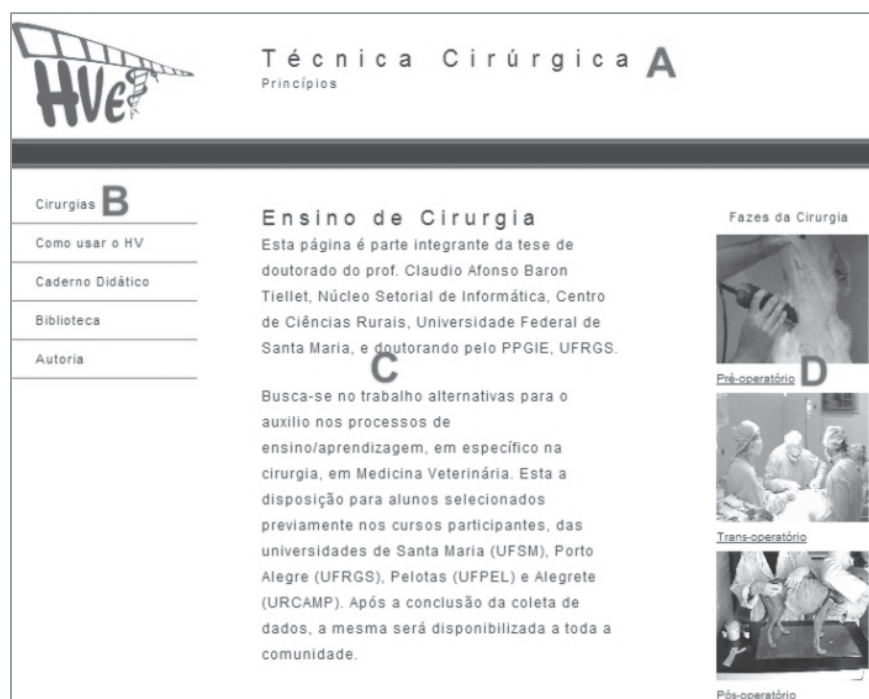 HVet
Técnica Cirúrgica A
Princípios
Cirurgias B
Como usar o HV
Caderno Didático
Biblioteca
Autoria
Ensino de Cirurgia
Esta página é parte integrante da tese de
doutorado do prof. Claudio Afonso Baron
Tiellet, Núcleo Setorial de Informática, Centro
de Ciências Rurais, Universidade Federal de
Santa Maria, e doutorando pelo PPGIE, UFRGS.
C
Busca-se no trabalho alternativas para o
auxilio nos processos de
ensino/aprendizagem, em específico na
cirurgia, em Medicina Veterinária. Esta a
disposição para alunos selecionados
previamente nos cursos participantes, das
universidades de Santa Maria (UFSM), Porto
Alegre (UFRGS), Pelotas (UFPEL) e Alegrete
(URCAMP). Após a conclusão da coleta de
dados, a mesma será disponibilizada a toda a
comunidade.
Fazes da Cirurgia
Pré-operatório D
Trans-operatório
Pós-operatório